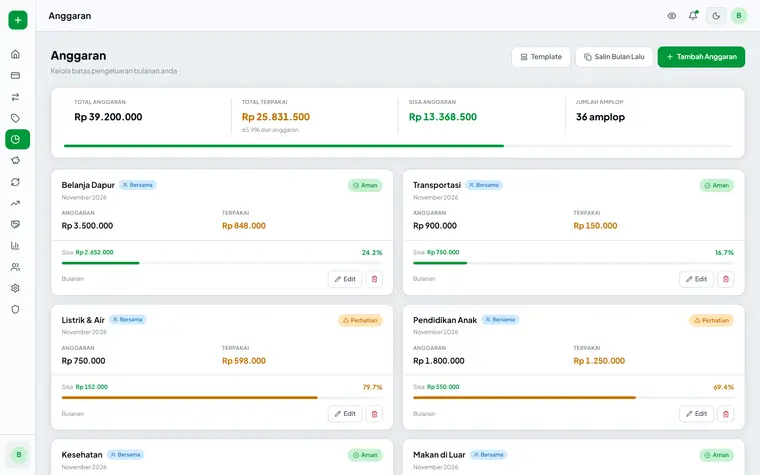 Anggaran
B
Anggaran
Kelola batas pengeluaran bulanan anda
Template
Salin Bulan Lalu
+ Tambah Anggaran
TOTAL ANGGARAN
Rp 39.200.000
TOTAL TERPAKAI
Rp 25.831.500
65.9% dari anggaran
SISA ANGGARAN
Rp 13.368.500
JUMLAH AMPLOP
36 amplop
Belanja Dapur Bersama Aman
November 2026
ANGGARAN TERPAKAI
Rp 3.500.000 Rp 848.000
Sisa: Rp 2.652.000 24.2%
Bulanan Edit
Transportasi Bersama Aman
November 2026
ANGGARAN TERPAKAI
Rp 900.000 Rp 150.000
Sisa: Rp 750.000 16.7%
Bulanan Edit
Listrik & Air Bersama Perhatian
November 2026
ANGGARAN TERPAKAI
Rp 750.000 Rp 598.000
Sisa: Rp 152.000 79.7%
Bulanan Edit
Pendidikan Anak Bersama Perhatian
November 2026
ANGGARAN TERPAKAI
Rp 1.800.000 Rp 1.250.000
Sisa: Rp 550.000 69.4%
Bulanan Edit
Kesehatan Bersama Aman
November 2026
Makan di Luar Bersama Aman
November 2026
B